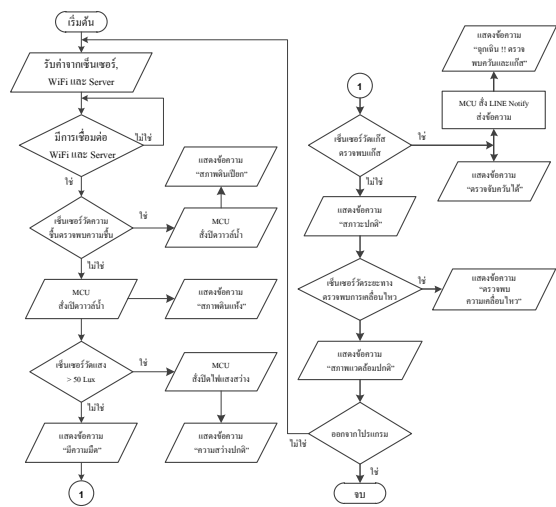 เริ่มต้น
รับค่าจากเซ็นเซอร์,
WiFi และ Server
มีการเชื่อมต่อ
WiFi และ Server
ไม่ใช่
ใช่
เซ็นเซอร์วัดความ
ชื้นตรวจพบความชื้น
ใช่
MCU
สั่งปิดวาวล์น้ำ
แสดงข้อความ
"สภาพดินเปียก"
ไม่ใช่
MCU
สั่งเปิดวาวล์น้ำ
แสดงข้อความ
"สภาพดินแห้ง"
เซ็นเซอร์วัดแสง
> 50 Lux
ใช่
MCU
สั่งปิดไฟแสงสว่าง
แสดงข้อความ
"ความสว่างปกติ"
ไม่ใช่
แสดงข้อความ
"มีความมืด"
1
1
เซ็นเซอร์วัดแก๊ส
ตรวจพบแก๊ส
ใช่
MCU สั่ง LINE Notify
ส่งข้อความ
แสดงข้อความ
"ฉุกเฉิน !! ตรวจ
พบควันและแก๊ส"
แสดงข้อความ
"ตรวจจับควันได้"
ไม่ใช่
แสดงข้อความ
"สภาวะปกติ"
เซ็นเซอร์วัดระยะทาง
ตรวจพบการเคลื่อนไหว
ใช่
แสดงข้อความ
"ตรวจพบ
ความเคลื่อนไหว"
แสดงข้อความ
"สภาพแวดล้อมปกติ"
ออกจากโปรแกรม
ไม่ใช่
ใช่
จบ